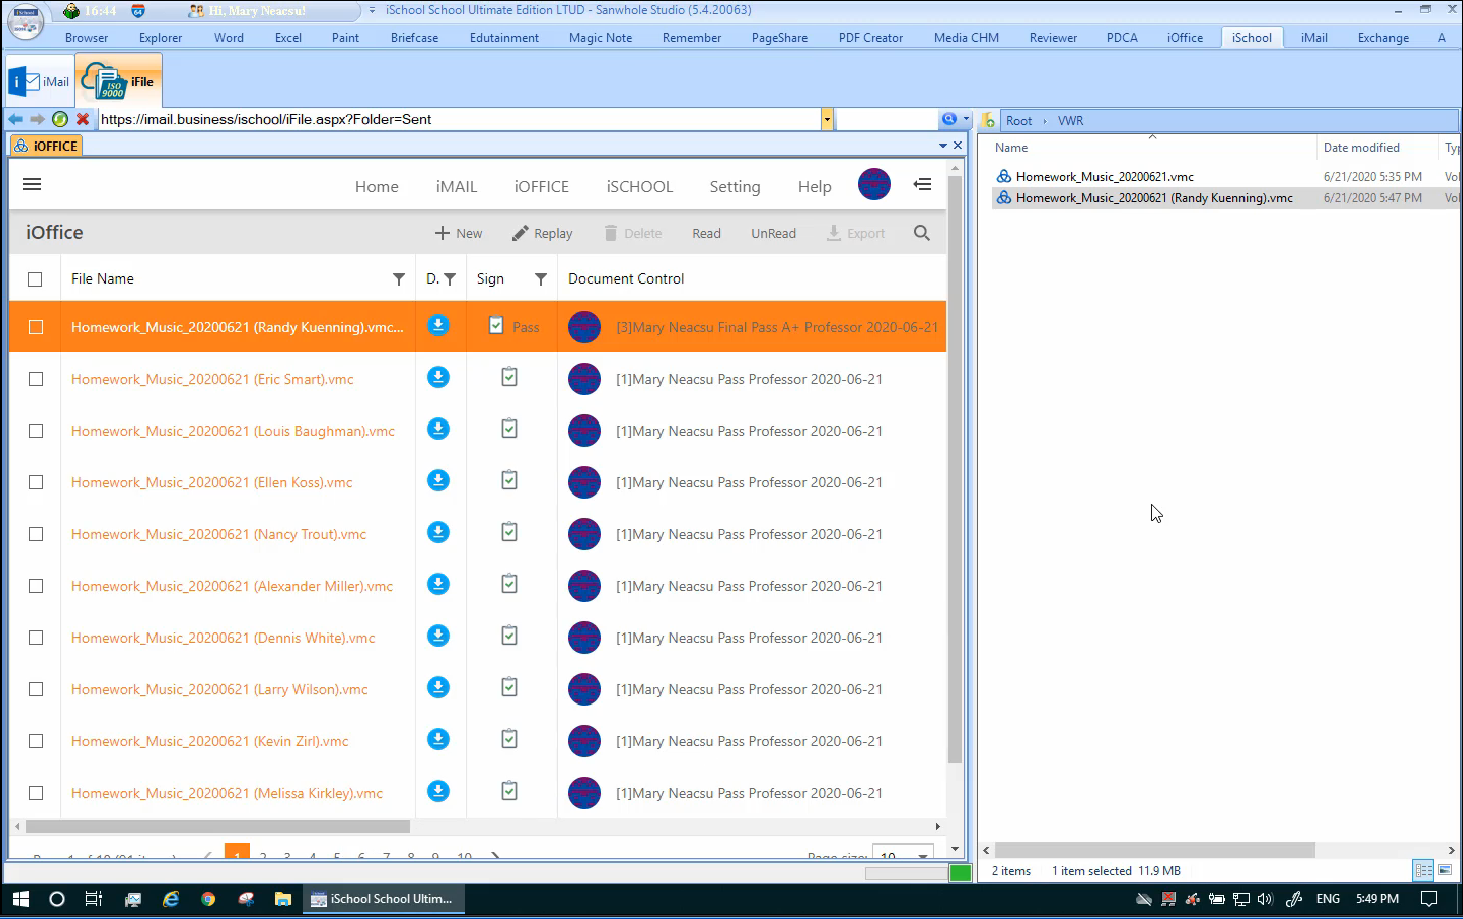 16:44
64
Hi, Mary Neacsu!
iSchool School Ultimate Edition LTUD - Sanwhole Studio (5.4.20063)
Browser Explorer Word Excel Paint Briefcase Edutainment Magic Note Remember PageShare PDF Creator Media CHM Reviewer PDCA iOffice iSchool iMail Exchange A
iMail
ISO 9000 iFile
https://imail.business/ischool/iFile.aspx?Folder=Sent
Root › VWR
iOFFICE
Name Date modified Typ
Homework_Music_20200621.vmc 6/21/2020 5:35 PM Vol
Homework_Music_20200621 (Randy Kuenning).vmc 6/21/2020 5:47 PM Vol
Home iMAIL iOFFICE iSCHOOL Setting Help
iOffice
New Replay Delete Read UnRead Export
File Name D. Sign Document Control
Homework_Music_20200621 (Randy Kuenning).vmc... Pass [3]Mary Neacsu Final Pass A+ Professor 2020-06-21
Homework_Music_20200621 (Eric Smart).vmc [1]Mary Neacsu Pass Professor 2020-06-21
Homework_Music_20200621 (Louis Baughman).vmc [1]Mary Neacsu Pass Professor 2020-06-21
Homework_Music_20200621 (Ellen Koss).vmc [1]Mary Neacsu Pass Professor 2020-06-21
Homework_Music_20200621 (Nancy Trout).vmc [1]Mary Neacsu Pass Professor 2020-06-21
Homework_Music_20200621 (Alexander Miller).vmc [1]Mary Neacsu Pass Professor 2020-06-21
Homework_Music_20200621 (Dennis White).vmc [1]Mary Neacsu Pass Professor 2020-06-21
Homework_Music_20200621 (Larry Wilson).vmc [1]Mary Neacsu Pass Professor 2020-06-21
Homework_Music_20200621 (Kevin Zirl).vmc [1]Mary Neacsu Pass Professor 2020-06-21
Homework_Music_20200621 (Melissa Kirkley).vmc [1]Mary Neacsu Pass Professor 2020-06-21
1 2 3 4 5 6 7 8 9 10 Page size: 10
2 items 1 item selected 11.9 MB
iSchool School Ultim...
ENG 5:49 PM